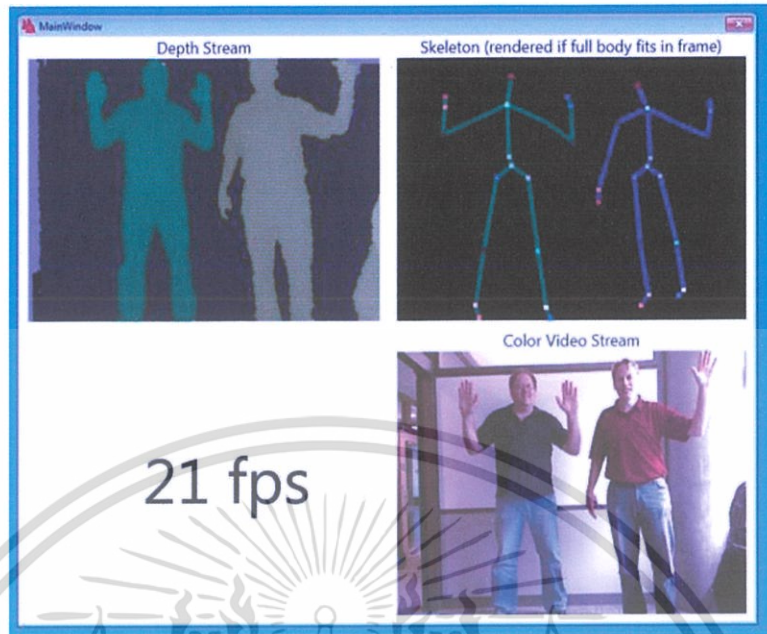 MainWindow
Depth Stream
Skeleton (rendered if full body fits in frame)
Color Video Stream
21 fps